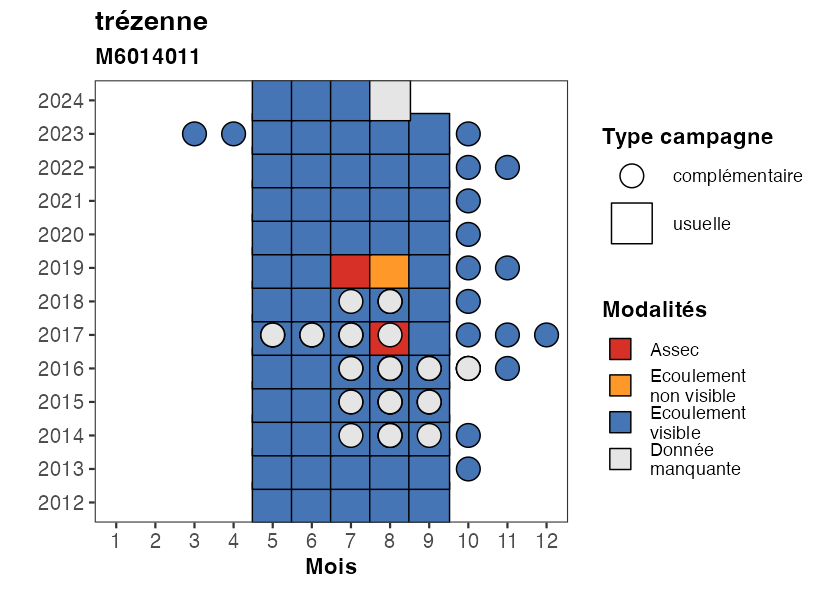 trézenne
M6014011
2024
2023
2022
2021
2020
2019
2018
2017
2016
2015
2014
2013
2012
1 2 3 4 5 6 7 8 9 10 11 12
Mois
Type campagne
complémentaire
usuelle
Modalités
Assec
Ecoulement
non visible
Ecoulement
visible
Donnée
manquante